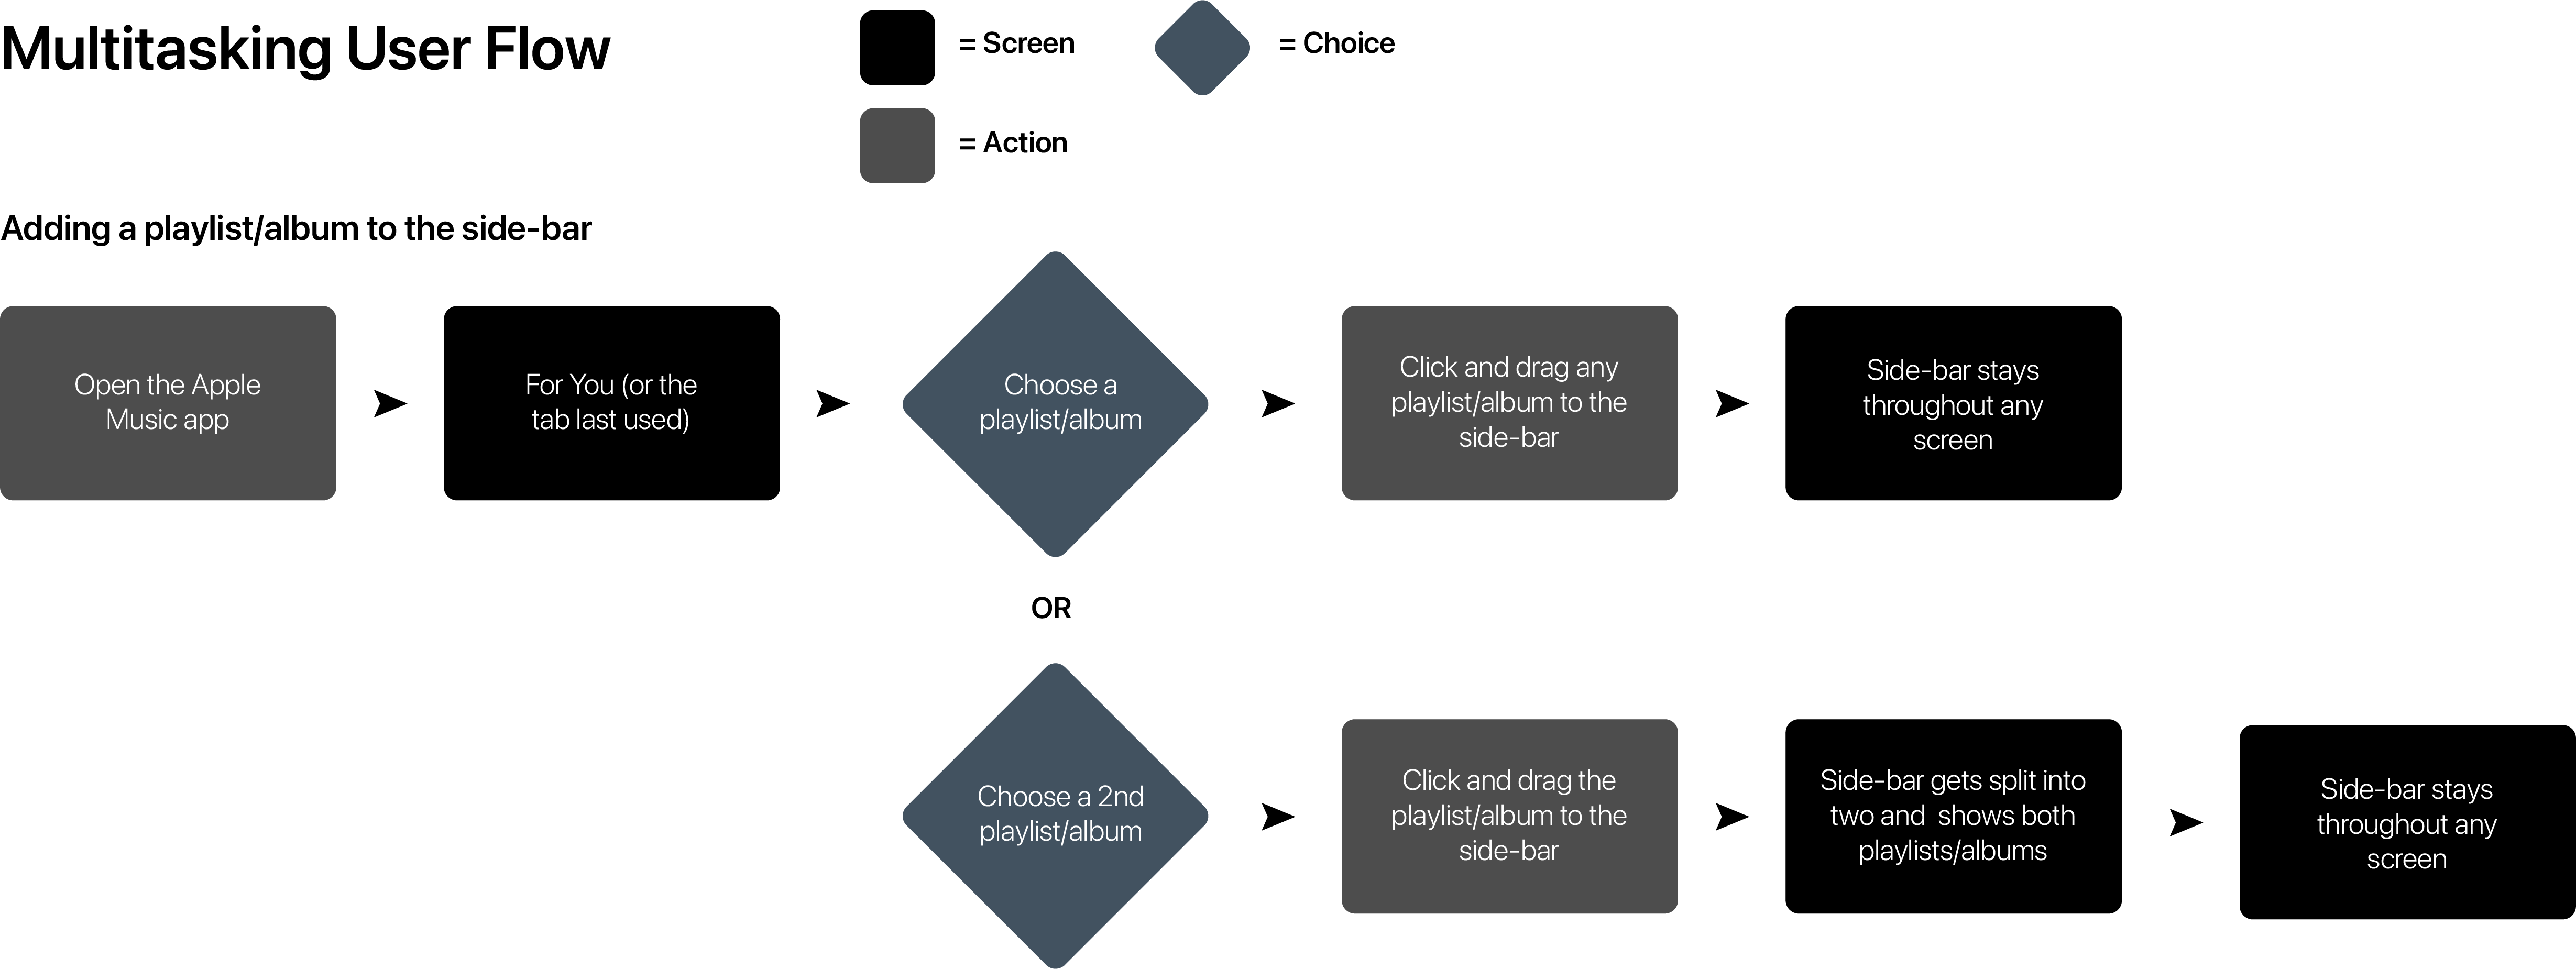 Multitasking User Flow
= Screen
= Choice
= Action
Adding a playlist/album to the side-bar
Open the Apple
Music app
For You (or the
tab last used)
Choose a
playlist/album
Click and drag any
playlist/album to the
side-bar
Side-bar stays
throughout any
screen
OR
Choose a 2nd
playlist/album
Click and drag the
playlist/album to the
side-bar
Side-bar gets split into
two and  shows both
playlists/albums
Side-bar stays
throughout any
screen